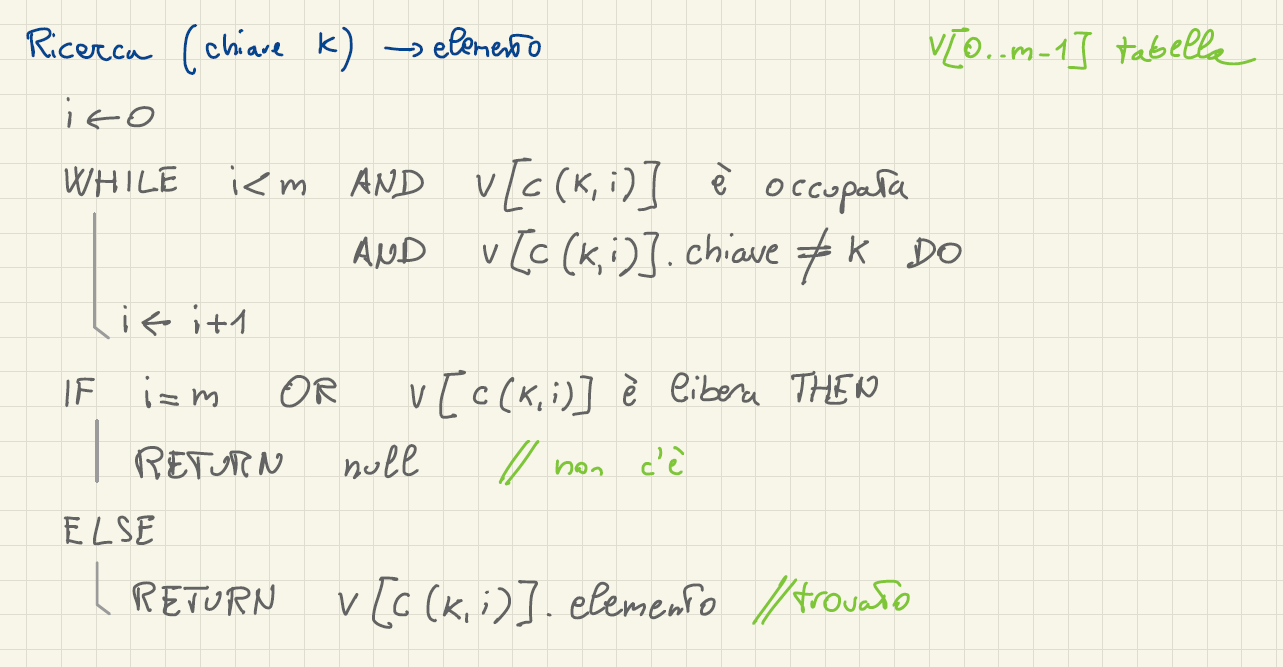 Ricerca (chiave K) → elemento
V[0..m-1] tabella
i ← 0
WHILE i < m AND V[c(K,i)] è occupata
AND V[c(K,i)].chiave ≠ K DO
i ← i+1
IF i = m OR V[c(K,i)] è libera THEN
RETURN null // non c'è
ELSE
RETURN V[c(K,i)].elemento // trovato